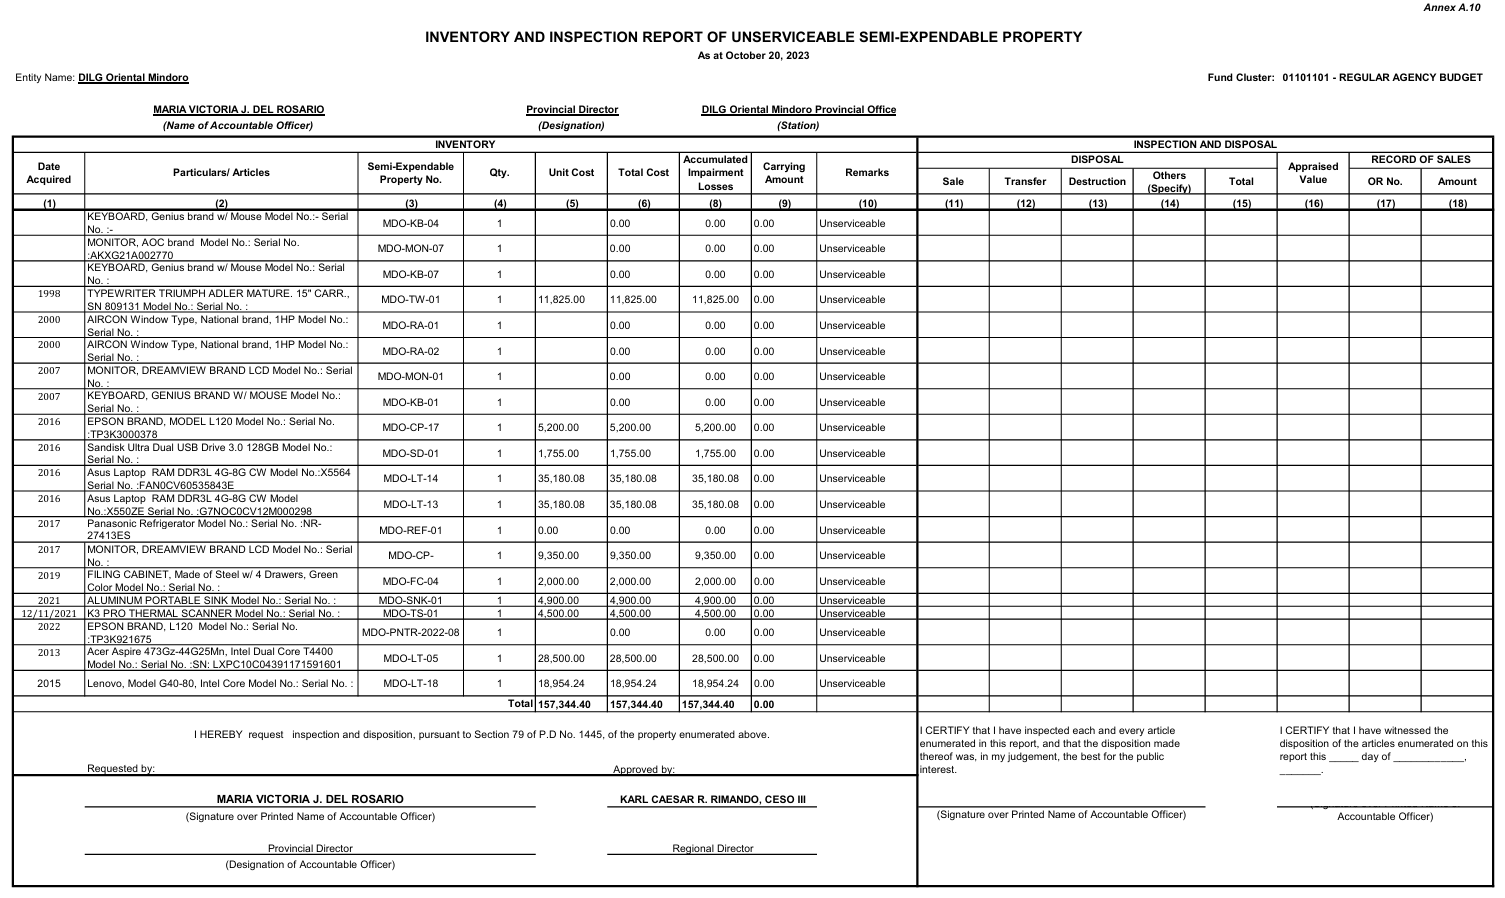 Annex A.10
INVENTORY AND INSPECTION REPORT OF UNSERVICEABLE SEMI-EXPENDABLE PROPERTY
As at October 20, 2023
Entity Name: DILG Oriental Mindoro Fund Cluster: 01101101 - REGULAR AGENCY BUDGET
MARIA VICTORIA J. DEL ROSARIO Provincial Director DILG Oriental Mindoro Provincial Office
(Name of Accountable Officer) (Designation) (Station)
INVENTORY INSPECTION AND DISPOSAL
Date Acquired Particulars/ Articles Semi-Expendable Property No. Qty. Unit Cost Total Cost Accumulated Impairment Losses Carrying Amount Remarks DISPOSAL Appraised Value RECORD OF SALES
Sale Transfer Destruction Others (Specify) Total OR No. Amount
(1) (2) (3) (4) (5) (6) (8) (9) (10) (11) (12) (13) (14) (15) (16) (17) (18)
KEYBOARD, Genius brand w/ Mouse Model No.:- Serial
No. :- MDO-KB-04 1 0.00 0.00 0.00 Unserviceable
MONITOR, AOC brand Model No.: Serial No.
:AKXG21A002770 MDO-MON-07 1 0.00 0.00 0.00 Unserviceable
KEYBOARD, Genius brand w/ Mouse Model No.: Serial
No. : MDO-KB-07 1 0.00 0.00 0.00 Unserviceable
1998 TYPEWRITER TRIUMPH ADLER MATURE. 15" CARR.,
SN 809131 Model No.: Serial No. : MDO-TW-01 1 11,825.00 11,825.00 11,825.00 0.00 Unserviceable
2000 AIRCON Window Type, National brand, 1HP Model No.:
Serial No. : MDO-RA-01 1 0.00 0.00 0.00 Unserviceable
2000 AIRCON Window Type, National brand, 1HP Model No.:
Serial No. : MDO-RA-02 1 0.00 0.00 0.00 Unserviceable
2007 MONITOR, DREAMVIEW BRAND LCD Model No.: Serial
No. : MDO-MON-01 1 0.00 0.00 0.00 Unserviceable
2007 KEYBOARD, GENIUS BRAND W/ MOUSE Model No.:
Serial No. : MDO-KB-01 1 0.00 0.00 0.00 Unserviceable
2016 EPSON BRAND, MODEL L120 Model No.: Serial No.
:TP3K3000378 MDO-CP-17 1 5,200.00 5,200.00 5,200.00 0.00 Unserviceable
2016 Sandisk Ultra Dual USB Drive 3.0 128GB Model No.:
Serial No. : MDO-SD-01 1 1,755.00 1,755.00 1,755.00 0.00 Unserviceable
2016 Asus Laptop RAM DDR3L 4G-8G CW Model No.:X5564
Serial No. :FAN0CV60535843E MDO-LT-14 1 35,180.08 35,180.08 35,180.08 0.00 Unserviceable
2016 Asus Laptop RAM DDR3L 4G-8G CW Model
No.:X550ZE Serial No. :G7NOC0CV12M000298 MDO-LT-13 1 35,180.08 35,180.08 35,180.08 0.00 Unserviceable
2017 Panasonic Refrigerator Model No.: Serial No. :NR-
27413ES MDO-REF-01 1 0.00 0.00 0.00 0.00 Unserviceable
2017 MONITOR, DREAMVIEW BRAND LCD Model No.: Serial
No. : MDO-CP- 1 9,350.00 9,350.00 9,350.00 0.00 Unserviceable
2019 FILING CABINET, Made of Steel w/ 4 Drawers, Green
Color Model No.: Serial No. : MDO-FC-04 1 2,000.00 2,000.00 2,000.00 0.00 Unserviceable
2021 ALUMINUM PORTABLE SINK Model No.: Serial No. : MDO-SNK-01 1 4,900.00 4,900.00 4,900.00 0.00 Unserviceable
12/11/2021 K3 PRO THERMAL SCANNER Model No.: Serial No. : MDO-TS-01 1 4,500.00 4,500.00 4,500.00 0.00 Unserviceable
2022 EPSON BRAND, L120 Model No.: Serial No.
:TP3K921675 MDO-PNTR-2022-08 1 0.00 0.00 0.00 Unserviceable
2013 Acer Aspire 473Gz-44G25Mn, Intel Dual Core T4400
Model No.: Serial No. :SN: LXPC10C04391171591601 MDO-LT-05 1 28,500.00 28,500.00 28,500.00 0.00 Unserviceable
2015 Lenovo, Model G40-80, Intel Core Model No.: Serial No. : MDO-LT-18 1 18,954.24 18,954.24 18,954.24 0.00 Unserviceable
Total 157,344.40 157,344.40 157,344.40 0.00
I HEREBY request inspection and disposition, pursuant to Section 79 of P.D No. 1445, of the property enumerated above.
Requested by: Approved by:
MARIA VICTORIA J. DEL ROSARIO KARL CAESAR R. RIMANDO, CESO III
(Signature over Printed Name of Accountable Officer)
Provincial Director Regional Director
(Designation of Accountable Officer)
I CERTIFY that I have inspected each and every article
enumerated in this report, and that the disposition made
thereof was, in my judgement, the best for the public
interest.
(Signature over Printed Name of Accountable Officer)
I CERTIFY that I have witnessed the
disposition of the articles enumerated on this
report this _____ day of ____________,
_______.
Accountable Officer)